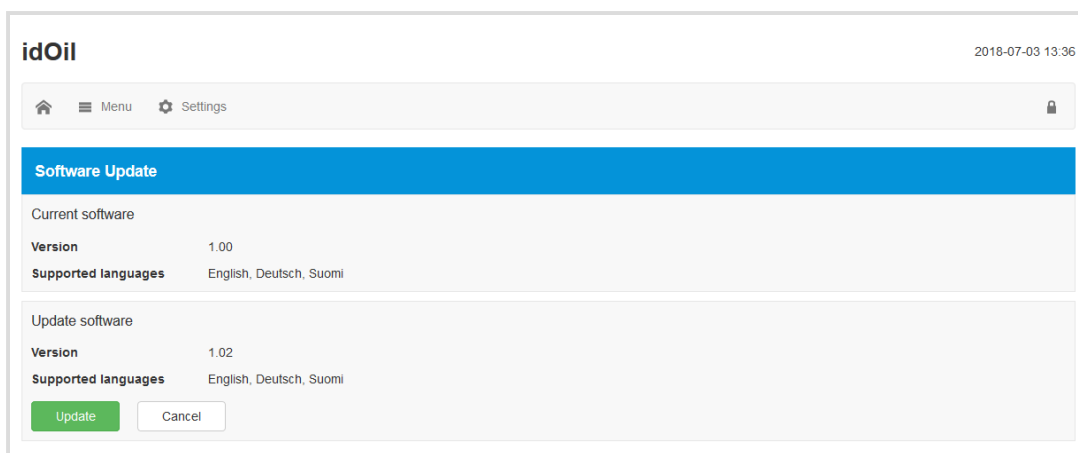 idOil
2018-07-03 13:36
Menu Settings
Software Update
Current software
Version 1.00
Supported languages English, Deutsch, Suomi
Update software
Version 1.02
Supported languages English, Deutsch, Suomi
Update Cancel